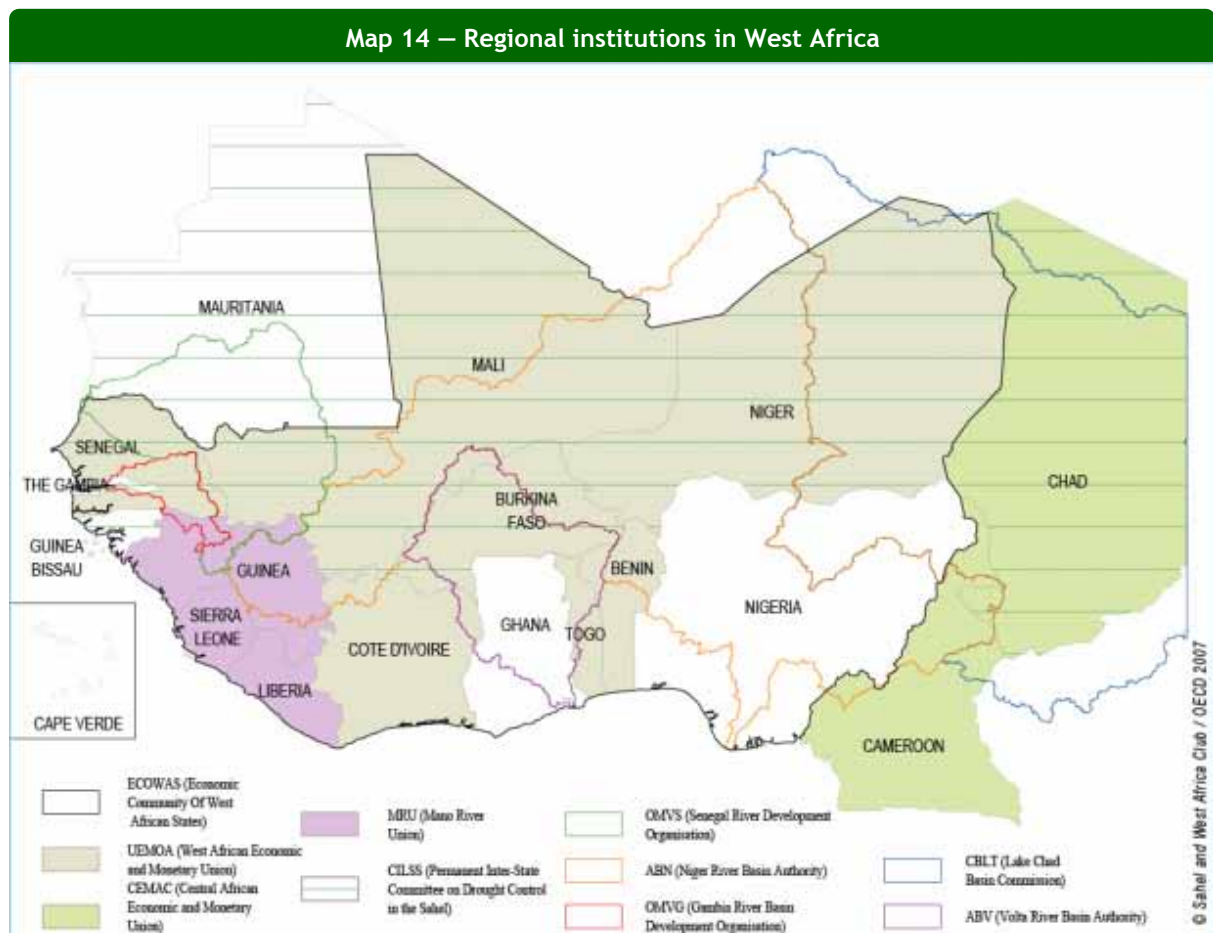 Map 14 — Regional institutions in West Africa
MAURITANIA
MALI
NIGER
SENEGAL
THE GAMBIA
CHAD
BURKINA
FASO
GUINEA
BISSAU
GUINEA
BENIN
NIGERIA
SIERRA
LEONE
GHANA
TOGO
COTE D'IVOIRE
LIBERIA
CAPE VERDE
CAMEROON
© Sahel and West Africa Club / OECD 2007
ECOWAS (Economic
Community Of West
African States)
UEMOA (West African Economic
and Monetary Union)
CEMAC (Central African
Economic and Monetary
Union)
MRU (Mano River
Union)
CILSS (Permanent Inter-State
Committee on Drought Control
in the Sahel)
OMVS (Senegal River Development
Organisation)
ABN (Niger River Basin Authority)
OMVG (Gambia River Basin
Development Organisation)
CBLT (Lake Chad
Basin Commission)
ABV (Volta River Basin Authority)